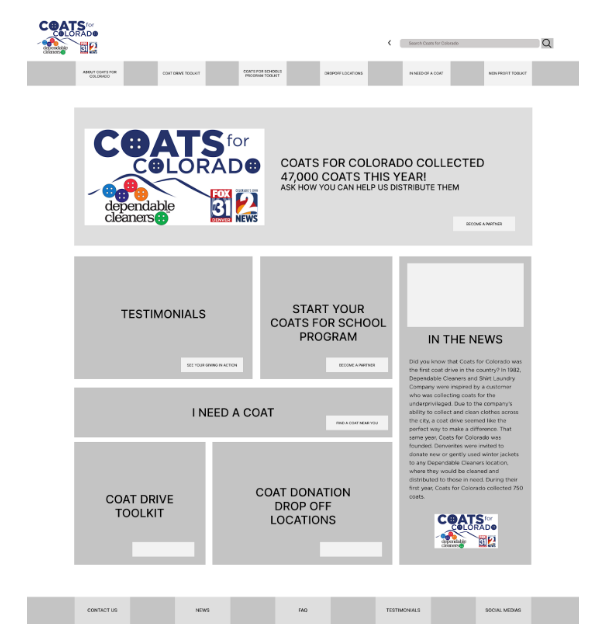 COATS for
COLORADO
dependable
cleaners
Search Coats for Colorado
ABOUT COATS FOR
COLORADO
COAT DRIVE TOOLKIT
COATS FOR SCHOOLS
PROGRAM TOOLKIT
DROPOFF LOCATIONS
IN NEED OF A COAT
NON PROFIT TOOLKIT
COATS for
COLORADO
dependable
cleaners
FOX
31
DENVER
2
NEWS
COATS FOR COLORADO COLLECTED
47,000 COATS THIS YEAR!
ASK HOW YOU CAN HELP US DISTRIBUTE THEM
BECOME A PARTNER
TESTIMONIALS
SEE YOUR GIVING IN ACTION
START YOUR
COATS FOR SCHOOL
PROGRAM
BECOME A PARTNER
I NEED A COAT
FIND A COAT NEAR YOU
COAT DRIVE
TOOLKIT
COAT DONATION
DROP OFF
LOCATIONS
IN THE NEWS
Did you know that Coats for Colorado was
the first coat drive in the country? In 1982,
Dependable Cleaners and Shirt Laundry
Company were inspired by a customer
who was collecting coats for the
underprivileged. Due to the company's
ability to collect and clean clothes across
the city, a coat drive seemed like the
perfect way to make a difference. That
same year, Coats for Colorado was
founded. Denverites were invited to
donate new or gently used winter jackets
to any Dependable Cleaners location,
where they would be cleaned and
distributed to those in need. During their
first year, Coats for Colorado collected 750
coats.
COATS for
COLORADO
dependable
cleaners
CONTACT US
NEWS
FAQ
TESTIMONIALS
SOCIAL MEDIAS